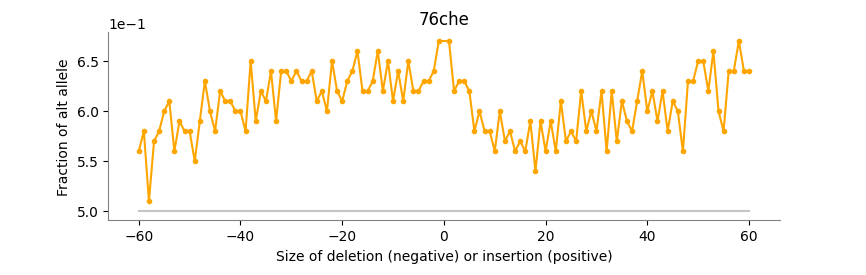 76che
1e−1
Fraction of alt allele
6.5
6.0
5.5
5.0
−60 −40 −20 0 20 40 60
Size of deletion (negative) or insertion (positive)